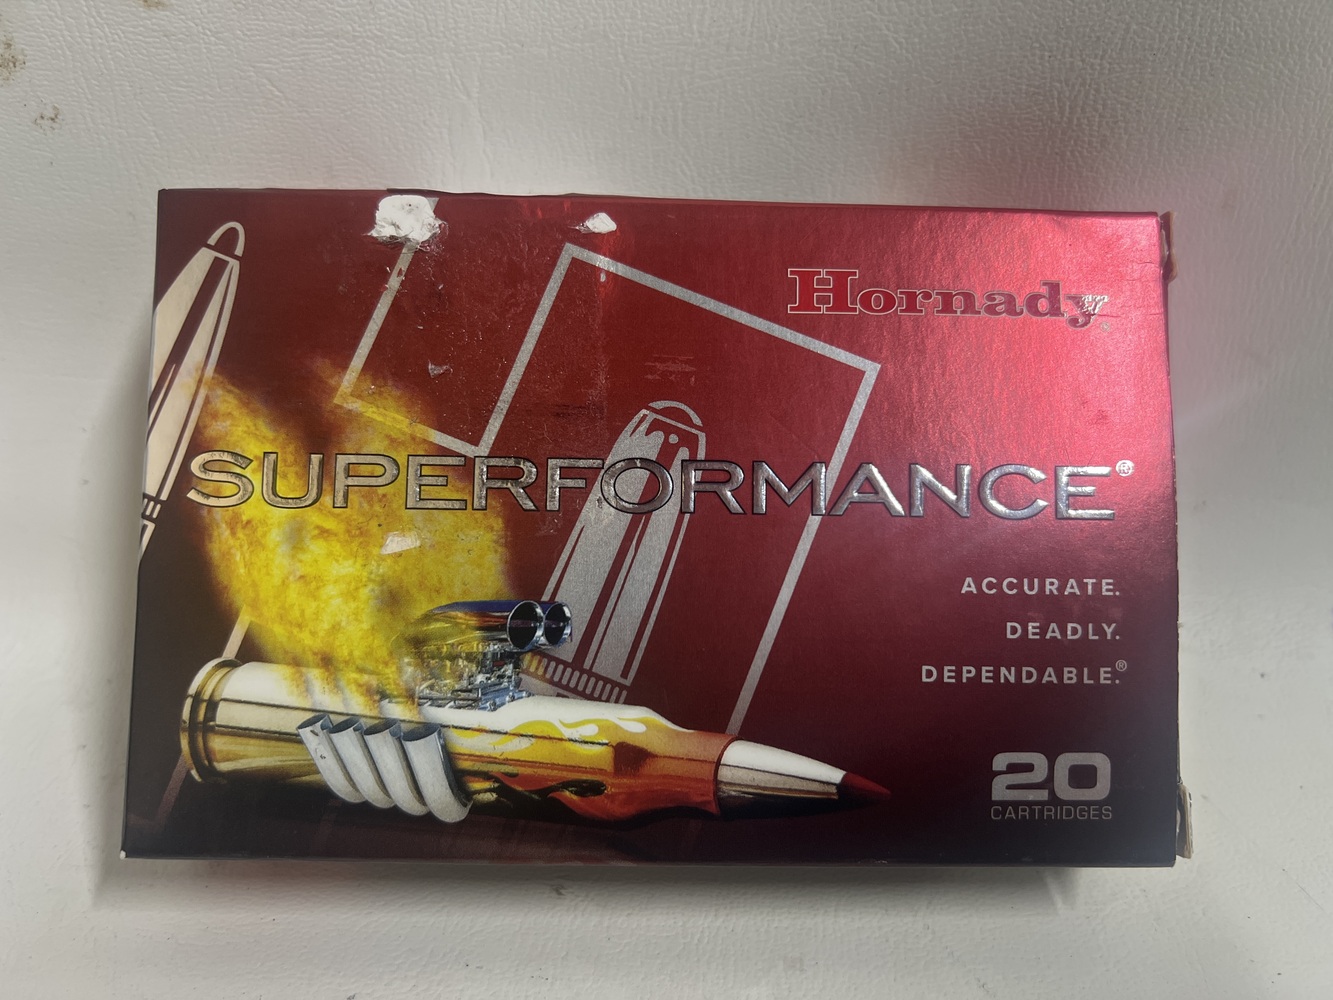 Hornady®
SUPERFORMANCE®
ACCURATE.
DEADLY.
DEPENDABLE.®
20
CARTRIDGES